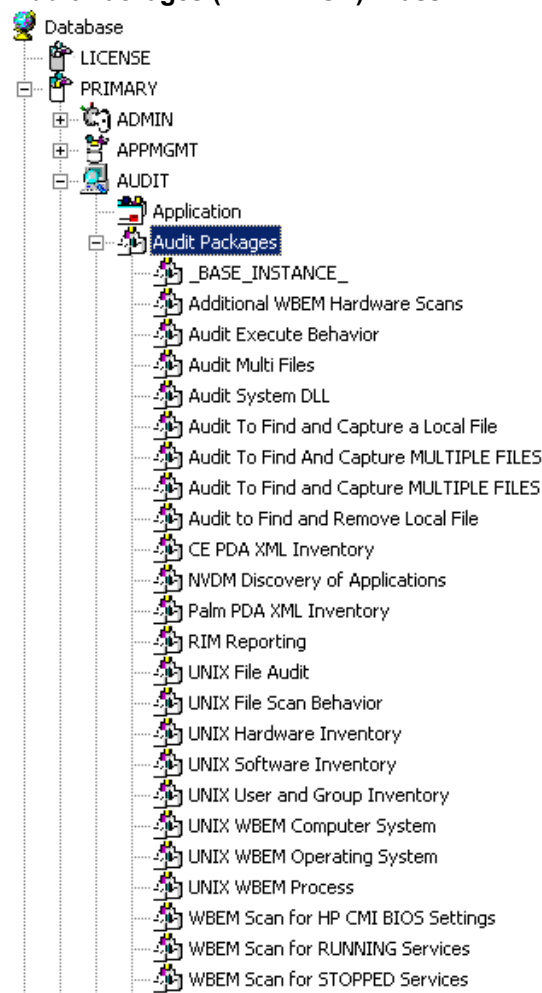 Database
LICENSE
PRIMARY
ADMIN
APPMGMT
AUDIT
Application
Audit Packages
_BASE_INSTANCE_
Additional WBEM Hardware Scans
Audit Execute Behavior
Audit Multi Files
Audit System DLL
Audit To Find and Capture a Local File
Audit To Find And Capture MULTIPLE FILES
Audit To Find and Capture MULTIPLE FILES
Audit to Find and Remove Local File
CE PDA XML Inventory
NVDM Discovery of Applications
Palm PDA XML Inventory
RIM Reporting
UNIX File Audit
UNIX File Scan Behavior
UNIX Hardware Inventory
UNIX Software Inventory
UNIX User and Group Inventory
UNIX WBEM Computer System
UNIX WBEM Operating System
UNIX WBEM Process
WBEM Scan for HP CMI BIOS Settings
WBEM Scan for RUNNING Services
WBEM Scan for STOPPED Services